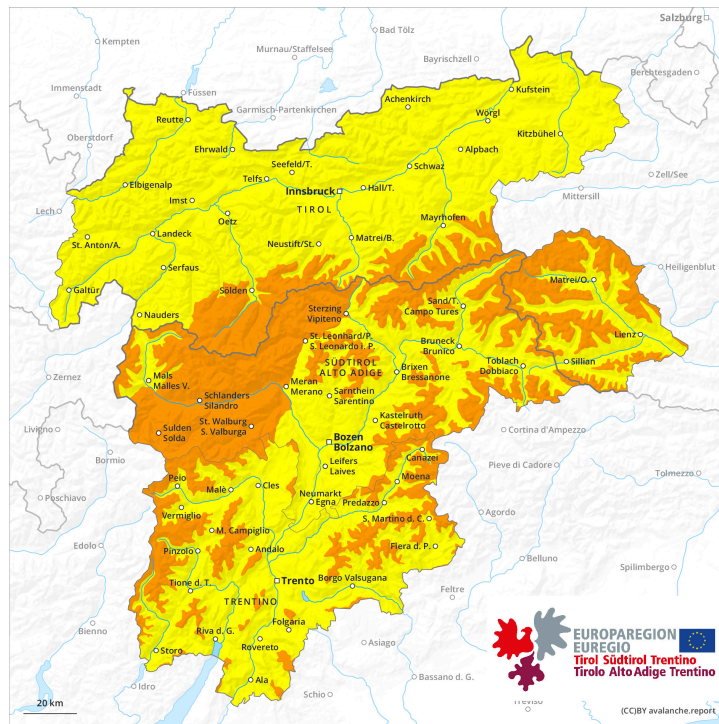 Salzburg
Kempten
Bad Tölz
Murnau/Staffelsee
Bayrischzell
Berchtesgaden
Immenstadt
Füssen
Garmisch-Partenkirchen
Achenkirch
Kufstein
Reutte
Wörgl
Oberstdorf
Ehrwald
Kitzbühel
Alpbach
Seefeld/T.
Schwaz
Zell/See
Telfs
Elbigenalp
Innsbruck
Hall/T.
Mittersill
Imst
TIROL
Lech
Oetz
Mayrhofen
Landeck
Matrei/B.
St. Anton/A.
Neustift/St.
Heiligenblut
Serfaus
Matrei/O.
Galtür
Sölden
Nauders
Sterzing
Vipiteno
Sand/T.
Campo Tures
Lienz
St. Leonhard/P.
S. Leonardo i. P.
Bruneck
Brunico
SÜDTIROL
ALTO ADIGE
Toblach
Dobbiaco
Sillian
Zernez
Mals
Malles V.
Meran
Merano
Brixen
Bressanone
Schlanders
Silandro
Sarnthein
Sarentino
St. Walburg
S. Valburga
Kastelruth
Castelrotto
Livigno
Sulden
Solda
Bozen
Bolzano
Cortina d'Ampezzo
Bormio
Canazei
Leifers
Laives
Pieve di Cadore
Tolmezzo
Peio
Moena
Malè
Cles
Neumarkt
Egna
Predazzo
Poschiavo
Vermiglio
Agordo
S. Martino d. C.
M. Campiglio
Edolo
Pinzolo
Andalo
Fiera d. P.
Belluno
Spilimbergo
Tione d. T.
Trento
Borgo Valsugana
Feltre
TRENTINO
Bienno
Folgaria
Riva d. G.
Rovereto
Storo
Asiago
Ala
Bassano d. G.
Idro
Schio
Treviso
EUROPAREGION
EUREGIO
Tirol Südtirol Trentino
Tirolo Alto Adige Trentino
20 km
(CC)BY avalanche.report